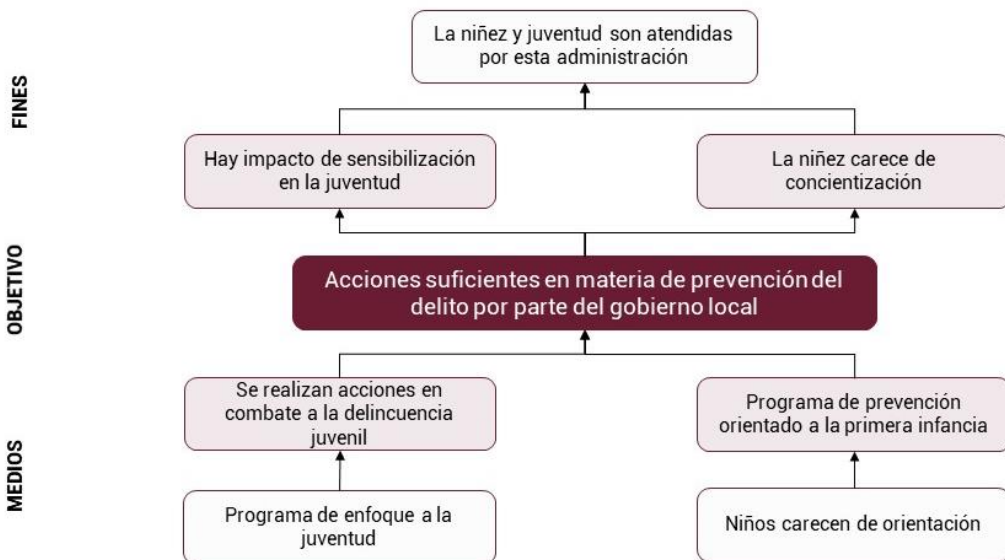 La niñez y juventud son atendidas
por esta administración
FINES
Hay impacto de sensibilización
en la juventud
La niñez carece de
concientización
OBJETIVO
Acciones suficientes en materia de prevención del
delito por parte del gobierno local
MEDIOS
Se realizan acciones en
combate a la delincuencia
juvenil
Programa de prevención
orientado a la primera infancia
Programa de enfoque a la
juventud
Niños carecen de orientación